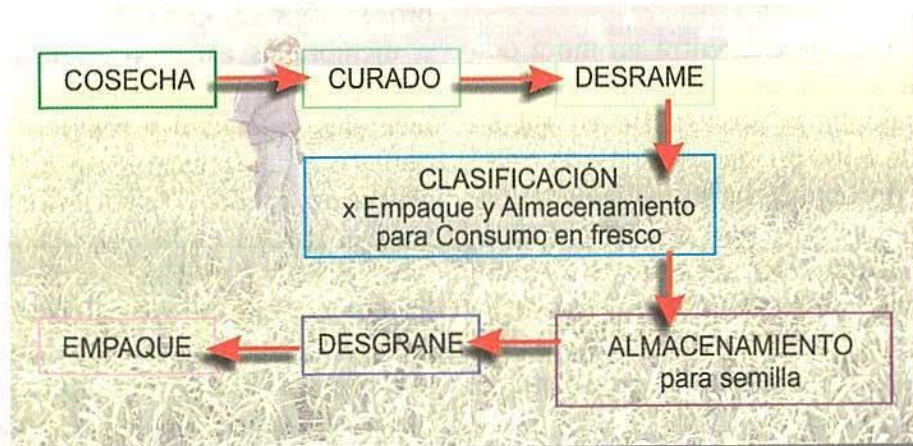 COSECHA
CURADO
DESRAME
CLASIFICACIÓN
x Empaque y Almacenamiento
para Consumo en fresco
ALMACENAMIENTO
para semilla
DESGRANE
EMPAQUE